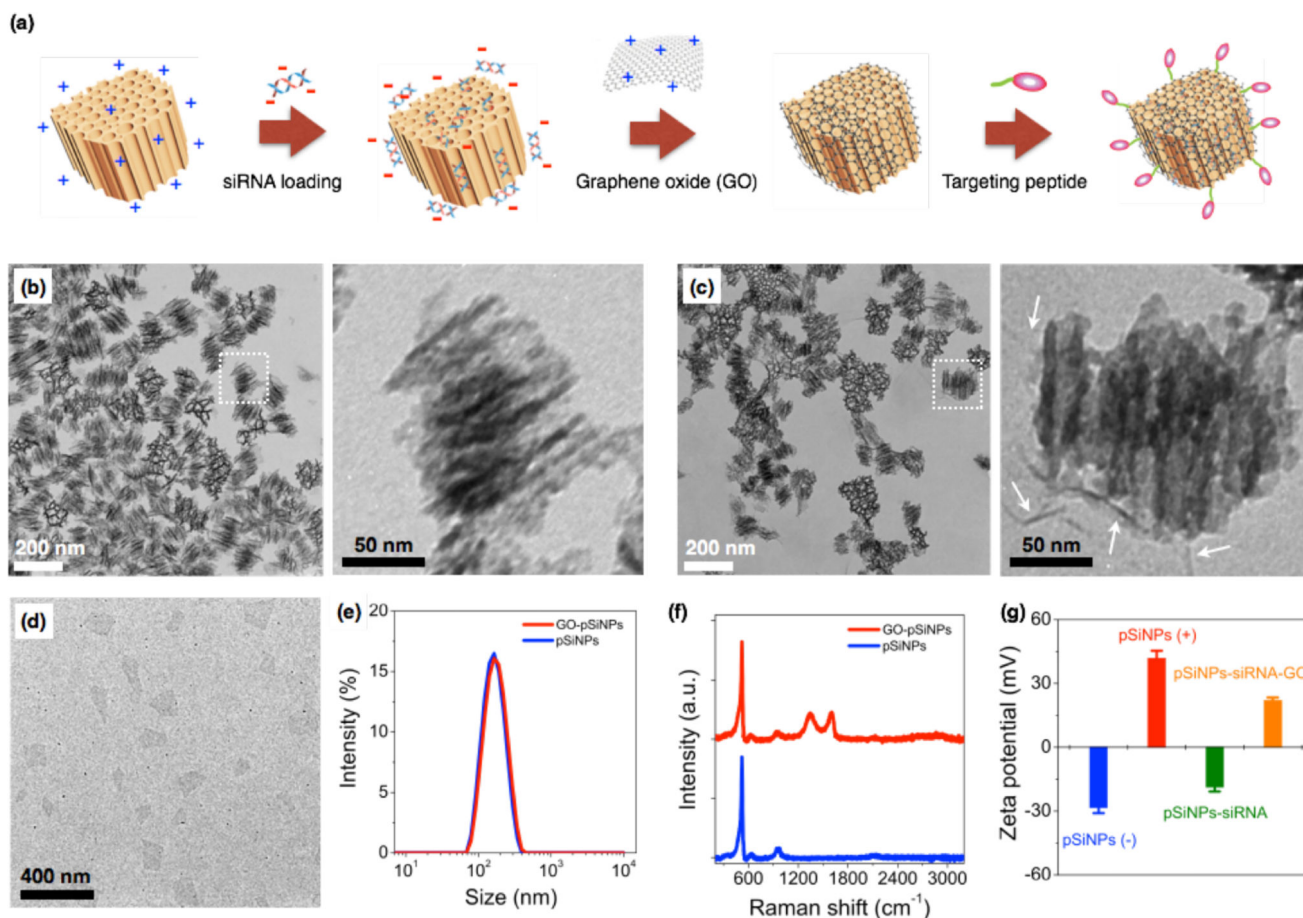 (a)
+ + + + + + + + + +
- - - -
siRNA loading
- - - - - - - - - - - -
+ + + + +
Graphene oxide (GO)
Targeting peptide
(b)
200 nm
50 nm
(c)
200 nm
50 nm
(d)
400 nm
(e)
GO-pSiNPs
pSiNPs
Intensity (%)
20
15
10
5
0
10¹ 10² 10³ 10⁴
Size (nm)
(f)
GO-pSiNPs
pSiNPs
Intensity (a.u.)
600 1200 1800 2400 3000
Raman shift (cm⁻¹)
(g)
Zeta potential (mV)
60
30
0
-30
-60
pSiNPs (+)
pSiNPs-siRNA-GO
pSiNPs-siRNA
pSiNPs (-)